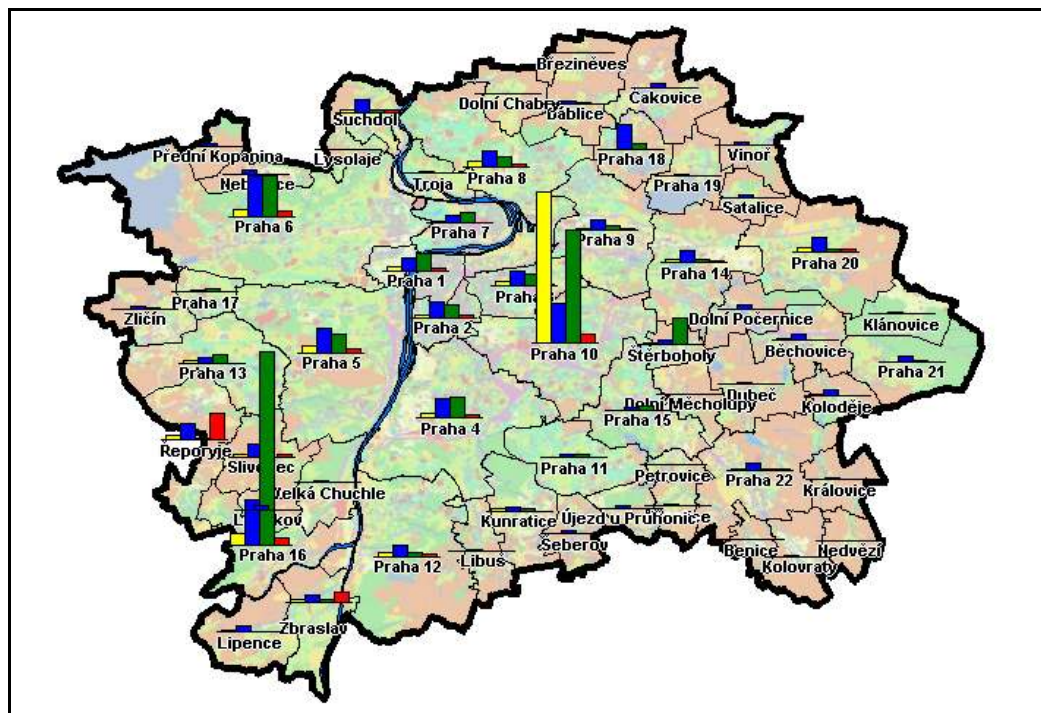 Březiněves
Čakovice
Dolní Chabry
Ďáblice
Suchdol
Přední Kopanina
Lysolaje
Praha 18
Vinoř
Praha 8
Troja
Praha 19
Satalice
Praha 6
Praha 7
Praha 9
Praha 20
Praha 1
Praha 14
Praha 17
Zličín
Praha 2
Dolní Počernice
Klánovice
Praha 10
Štěrboholy
Běchovice
Praha 5
Praha 13
Praha 21
Dubeč
Koloděje
Dolní Měcholupy
Praha 15
Praha 4
Řeporyje
Praha 11
Petrovice
Praha 22
Královice
Velká Chuchle
Kunratice
Újezd u Průhonice
Šeberov
Praha 16
Praha 12
Libuš
Benice
Nedvězí
Kolovraty
Zbraslav
Lipence